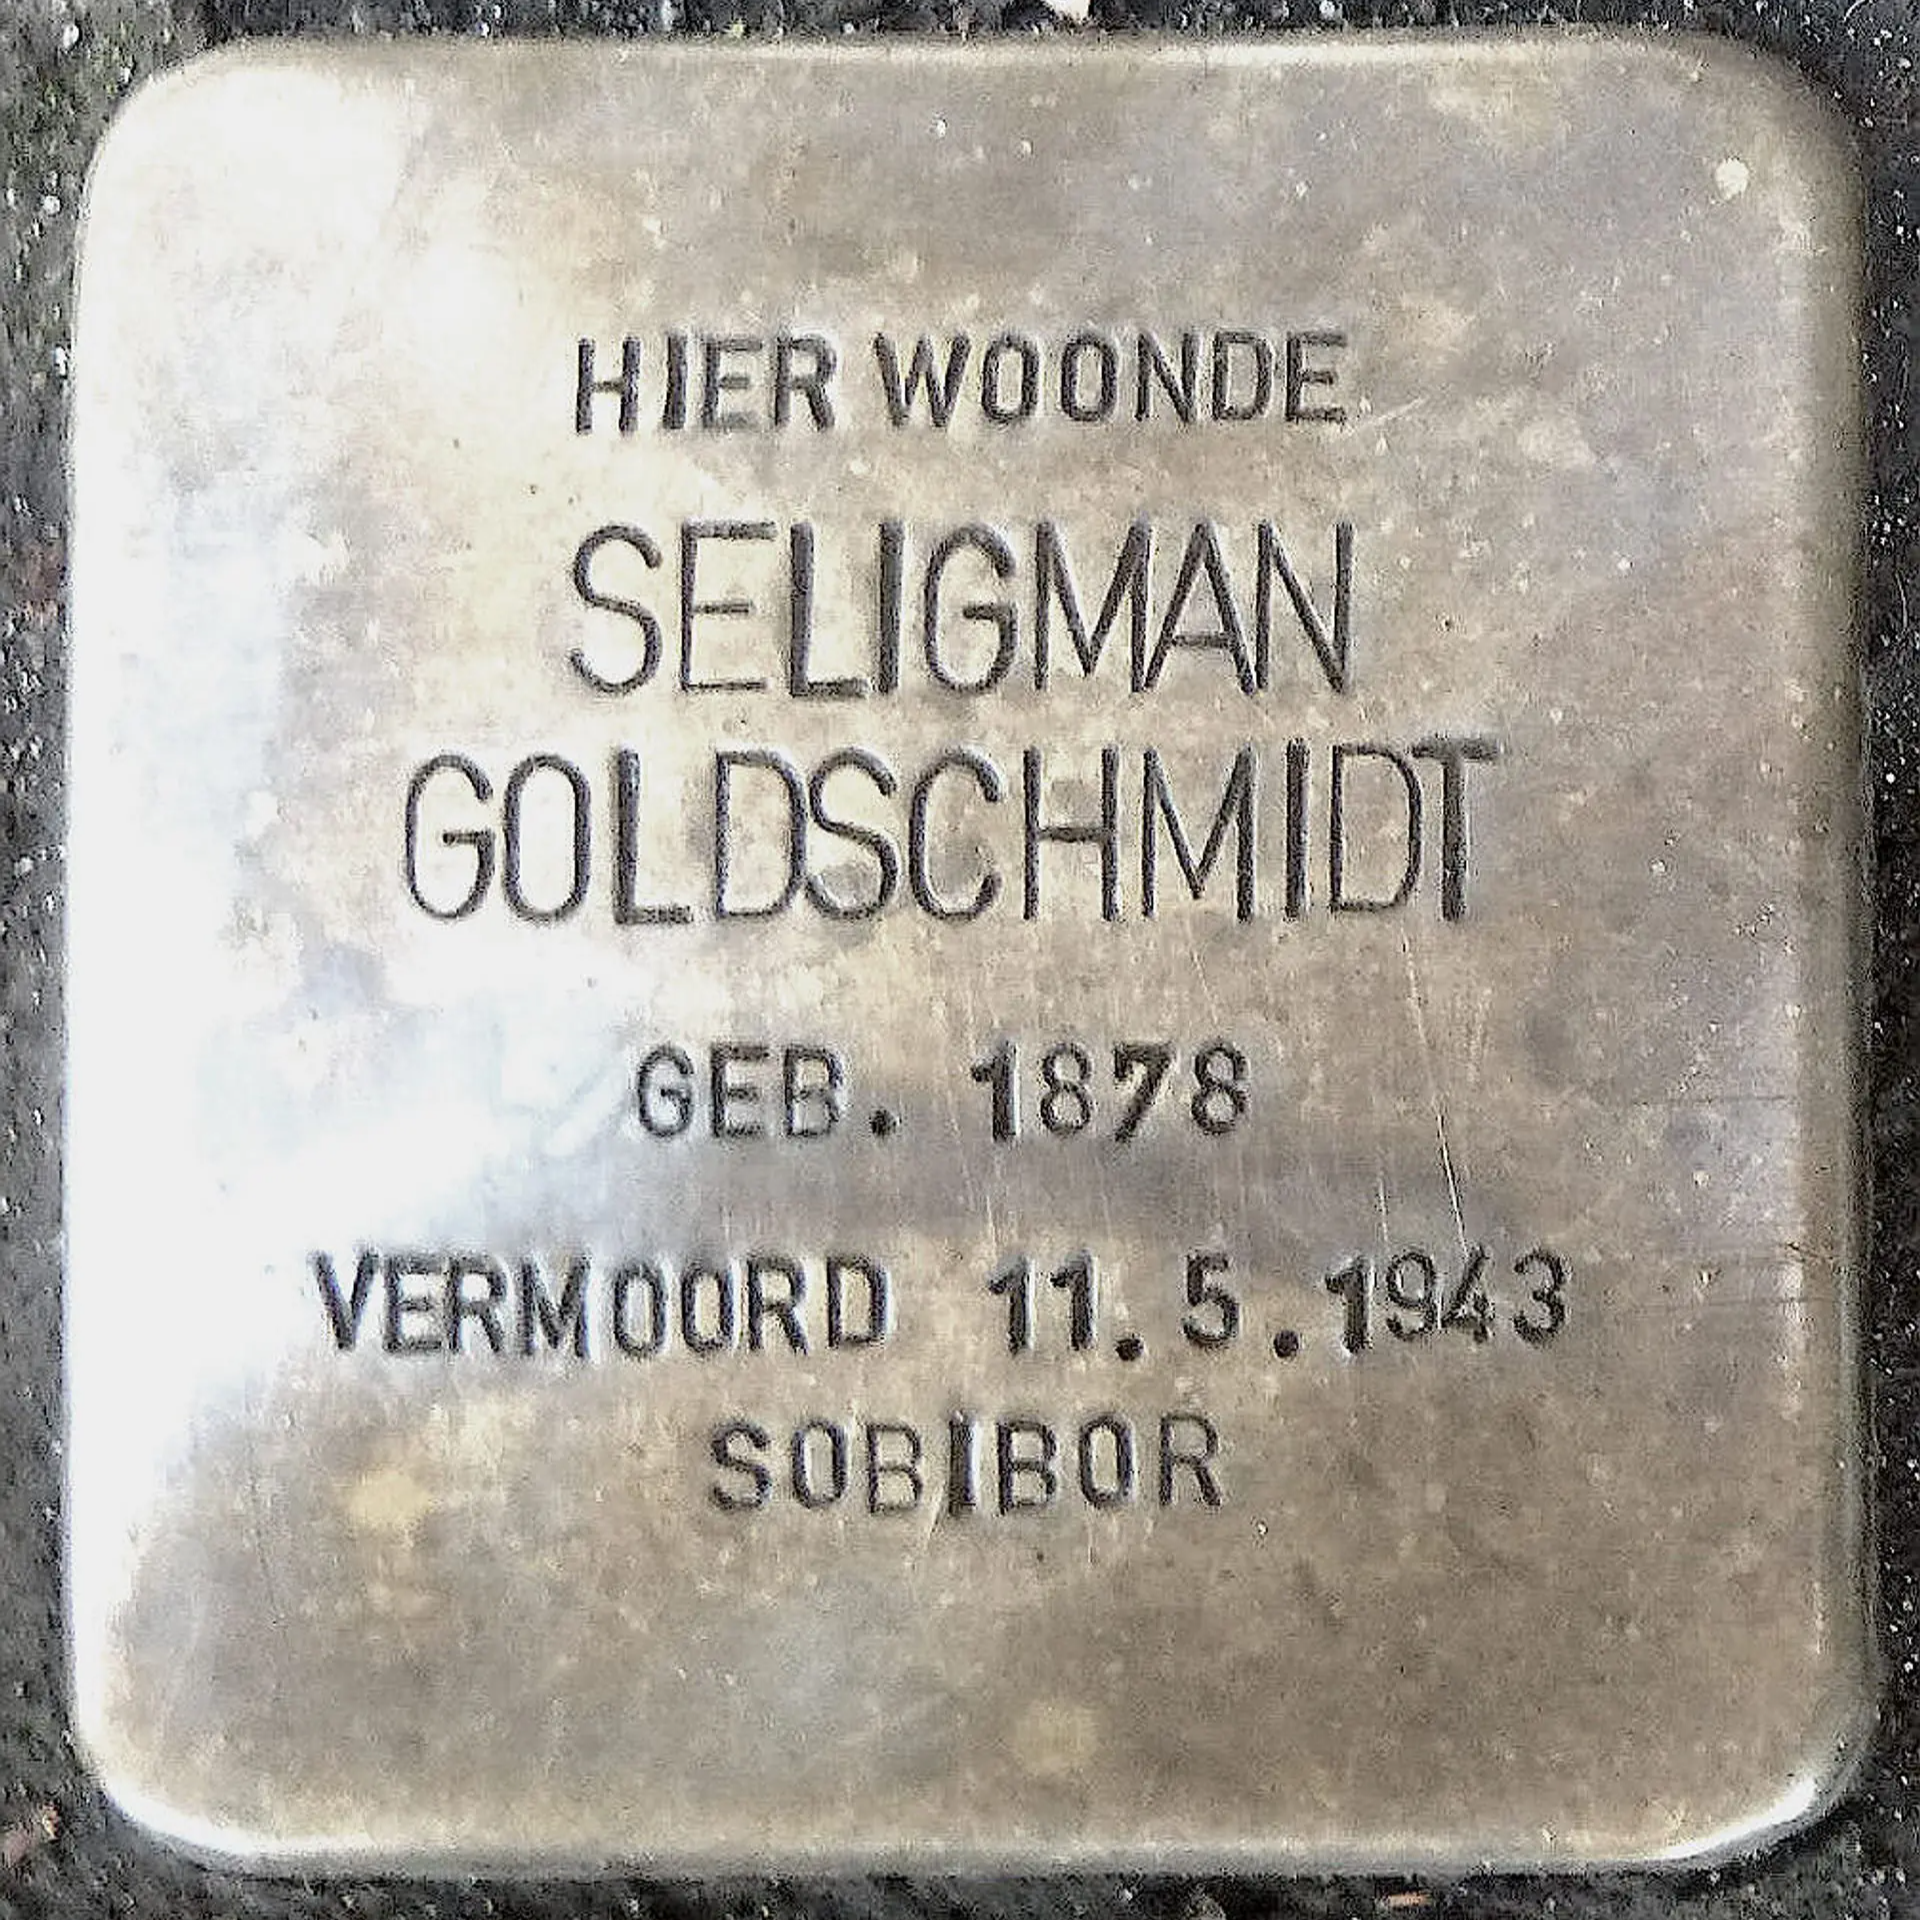 HIER WOONDE
SELIGMAN
GOLDSCHMIDT
GEB. 1878
VERMOORD 11.5.1943
SOBIBOR